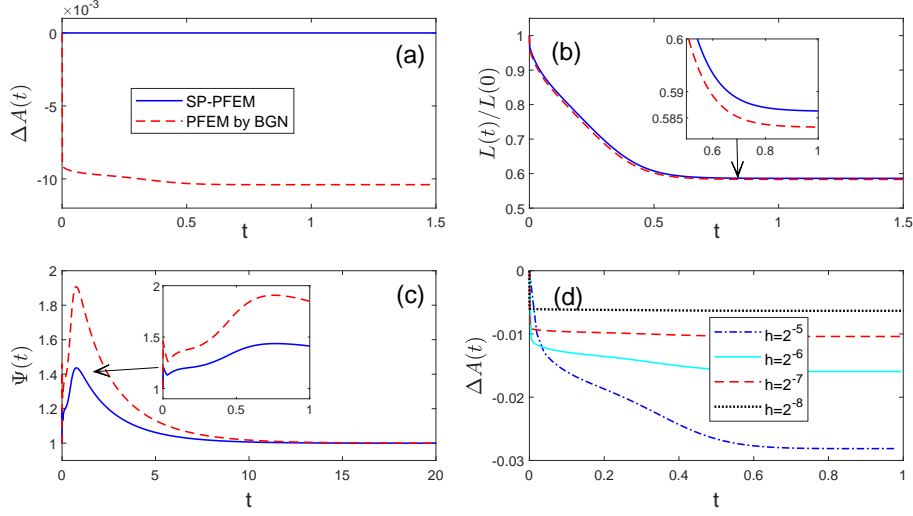 ×10⁻³
0
-5
-10
0
0.5
1
1.5
t
ΔA(t)
(a)
SP-PFEM
PFEM by BGN
1
0.9
0.8
0.7
0.6
0.5
0
0.5
1
1.5
t
L(t)/L(0)
(b)
0.6
0.59
0.585
0.6
0.8
1
2
1.8
1.6
1.4
1.2
1
0
5
10
15
20
t
Ψ(t)
(c)
2
1.5
1
0
0.5
1
0
-0.01
-0.02
-0.03
0
0.2
0.4
0.6
0.8
1
t
ΔA(t)
(d)
h=2⁻⁵
h=2⁻⁶
h=2⁻⁷
h=2⁻⁸